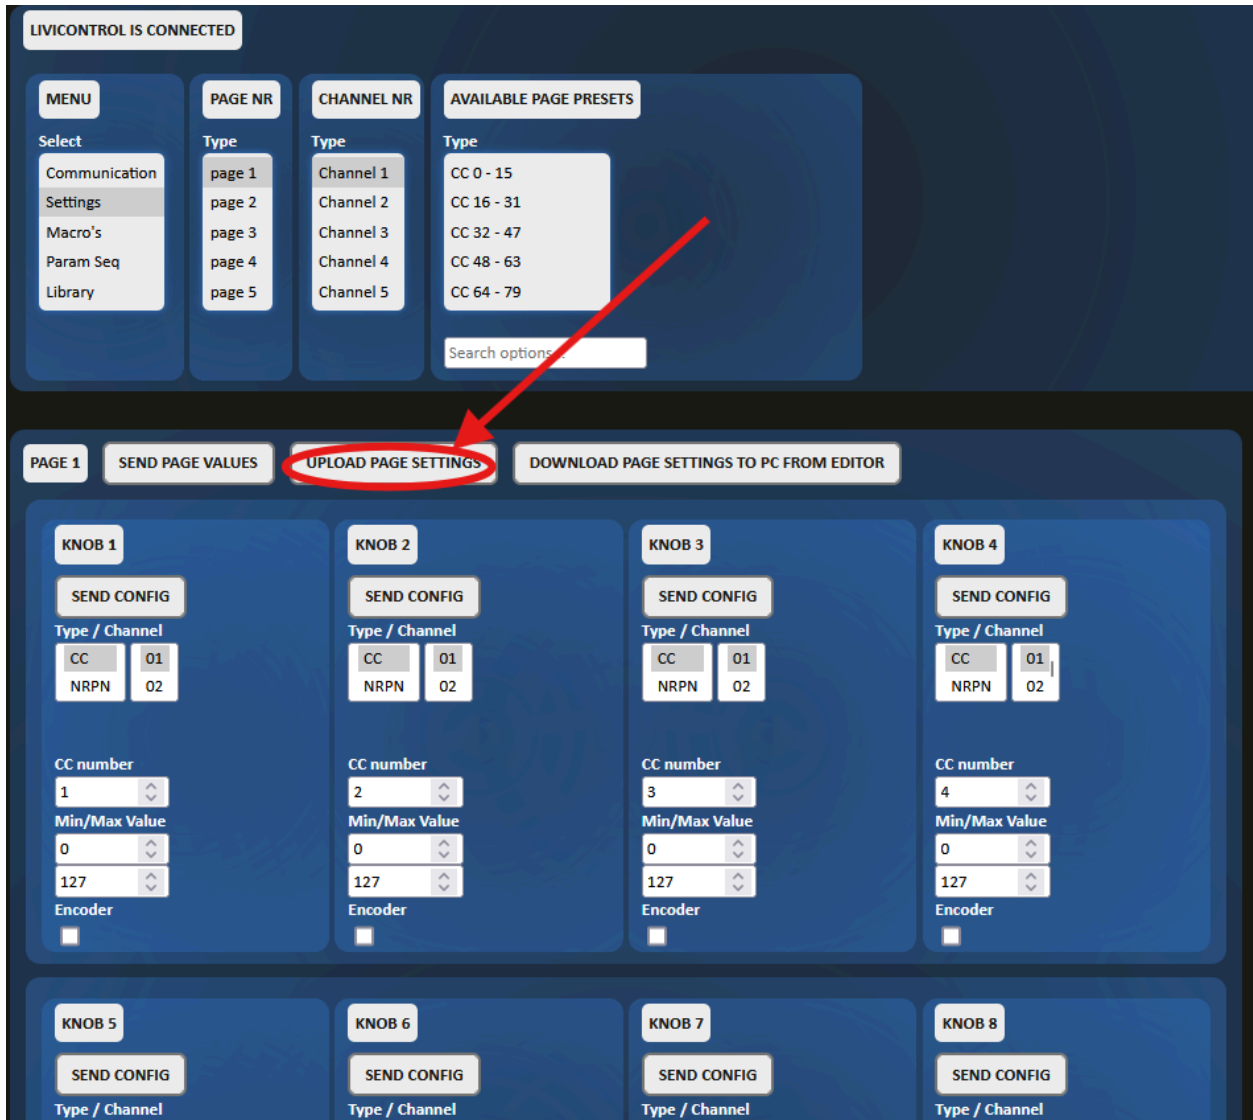 LIVICONTROL IS CONNECTED
MENU PAGE NR CHANNEL NR AVAILABLE PAGE PRESETS
Select Type Type Type
Communication page 1 Channel 1 CC 0 - 15
Settings page 2 Channel 2 CC 16 - 31
Macro's page 3 Channel 3 CC 32 - 47
Param Seq page 4 Channel 4 CC 48 - 63
Library page 5 Channel 5 CC 64 - 79
Search options...
PAGE 1 SEND PAGE VALUES UPLOAD PAGE SETTINGS DOWNLOAD PAGE SETTINGS TO PC FROM EDITOR
KNOB 1 KNOB 2 KNOB 3 KNOB 4
SEND CONFIG SEND CONFIG SEND CONFIG SEND CONFIG
Type / Channel Type / Channel Type / Channel Type / Channel
CC 01 CC 01 CC 01 CC 01
NRPN 02 NRPN 02 NRPN 02 NRPN 02
CC number CC number CC number CC number
1 2 3 4
Min/Max Value Min/Max Value Min/Max Value Min/Max Value
0 0 0 0
127 127 127 127
Encoder Encoder Encoder Encoder
KNOB 5 KNOB 6 KNOB 7 KNOB 8
SEND CONFIG SEND CONFIG SEND CONFIG SEND CONFIG
Type / Channel Type / Channel Type / Channel Type / Channel